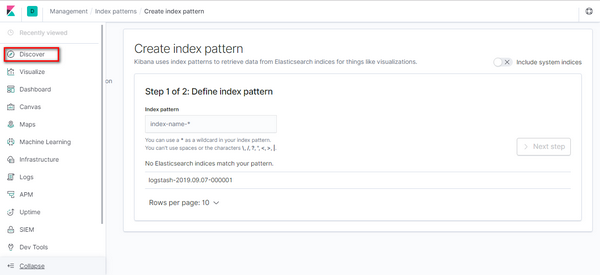 D
Management / Index patterns / Create index pattern
Recently viewed
Discover
Visualize
Dashboard
Canvas
Maps
Machine Learning
Infrastructure
Logs
APM
Uptime
SIEM
Dev Tools
Collapse
on
Create index pattern
Kibana uses index patterns to retrieve data from Elasticsearch indices for things like visualizations.
Include system indices
Step 1 of 2: Define index pattern
Index pattern
index-name-*
You can use a * as a wildcard in your index pattern.
You can't use spaces or the characters \, /, ?, ", <, >, |.
Next step
No Elasticsearch indices match your pattern.
logstash-2019.09.07-000001
Rows per page: 10